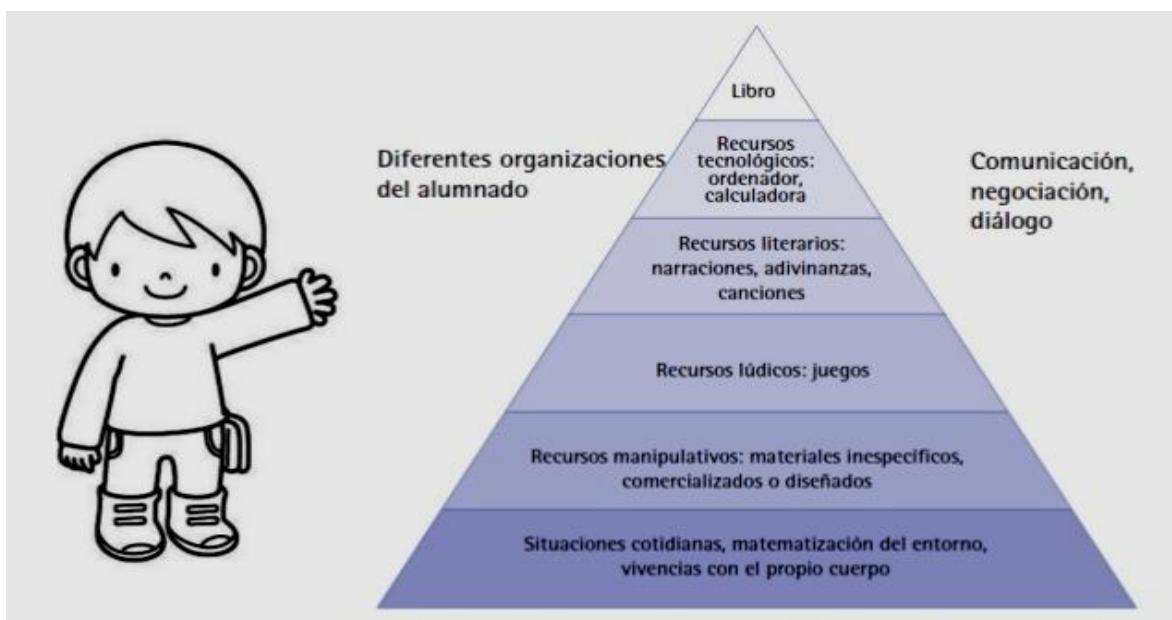 Libro
Diferentes organizaciones
del alumnado
Recursos
tecnológicos:
ordenador,
calculadora
Comunicación,
negociación,
diálogo
Recursos literarios:
narraciones, adivinanzas,
canciones
Recursos lúdicos: juegos
Recursos manipulativos: materiales inespecíficos,
comercializados o diseñados
Situaciones cotidianas, matematización del entorno,
vivencias con el propio cuerpo